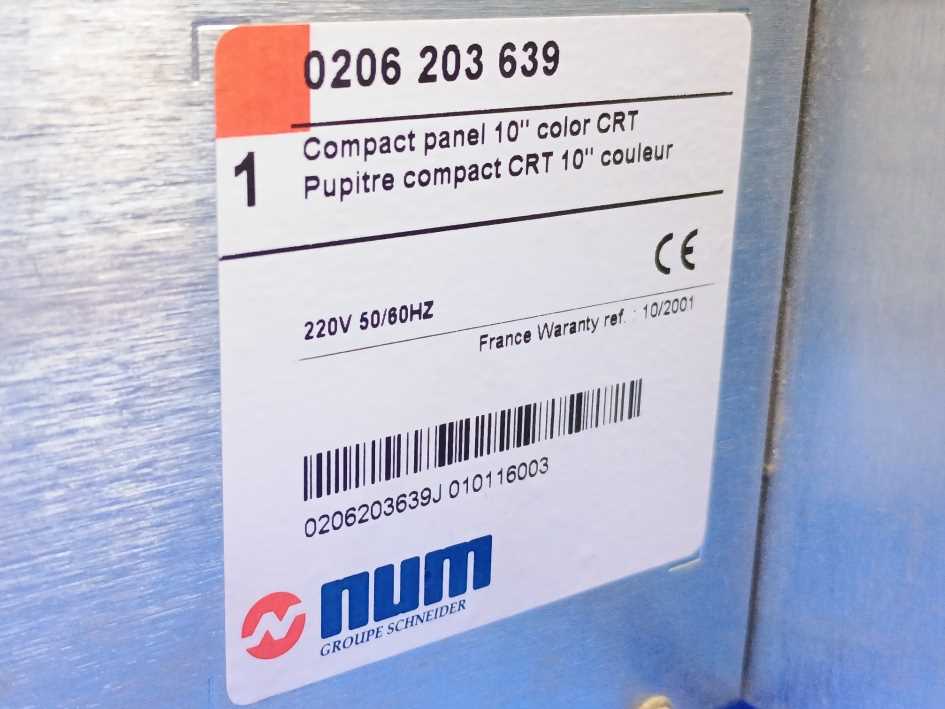 0206 203 639
1
Compact panel 10" color CRT
Pupitre compact CRT 10" couleur
CE
220V 50/60HZ
France Waranty ref. : 10/2001
0206203639J 010116003
num
GROUPE SCHNEIDER